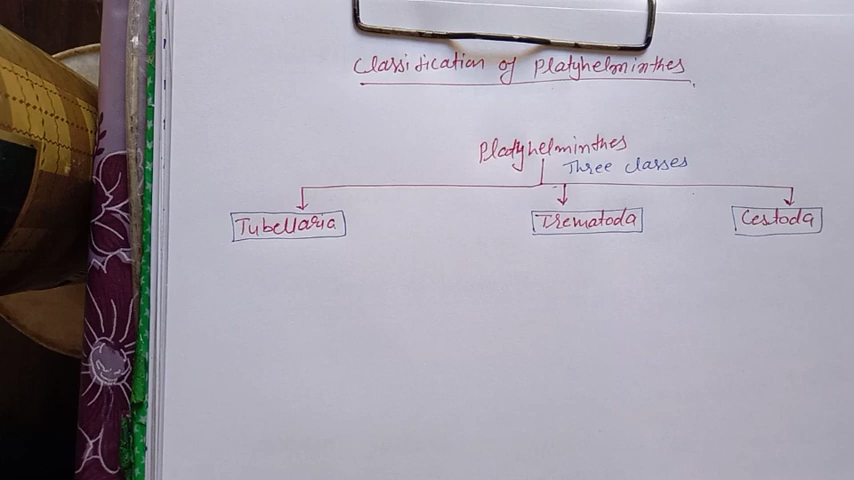 Classification of Platyhelminthes
Platyhelminthes
Three classes
Tubellaria
Trematoda
Cestoda